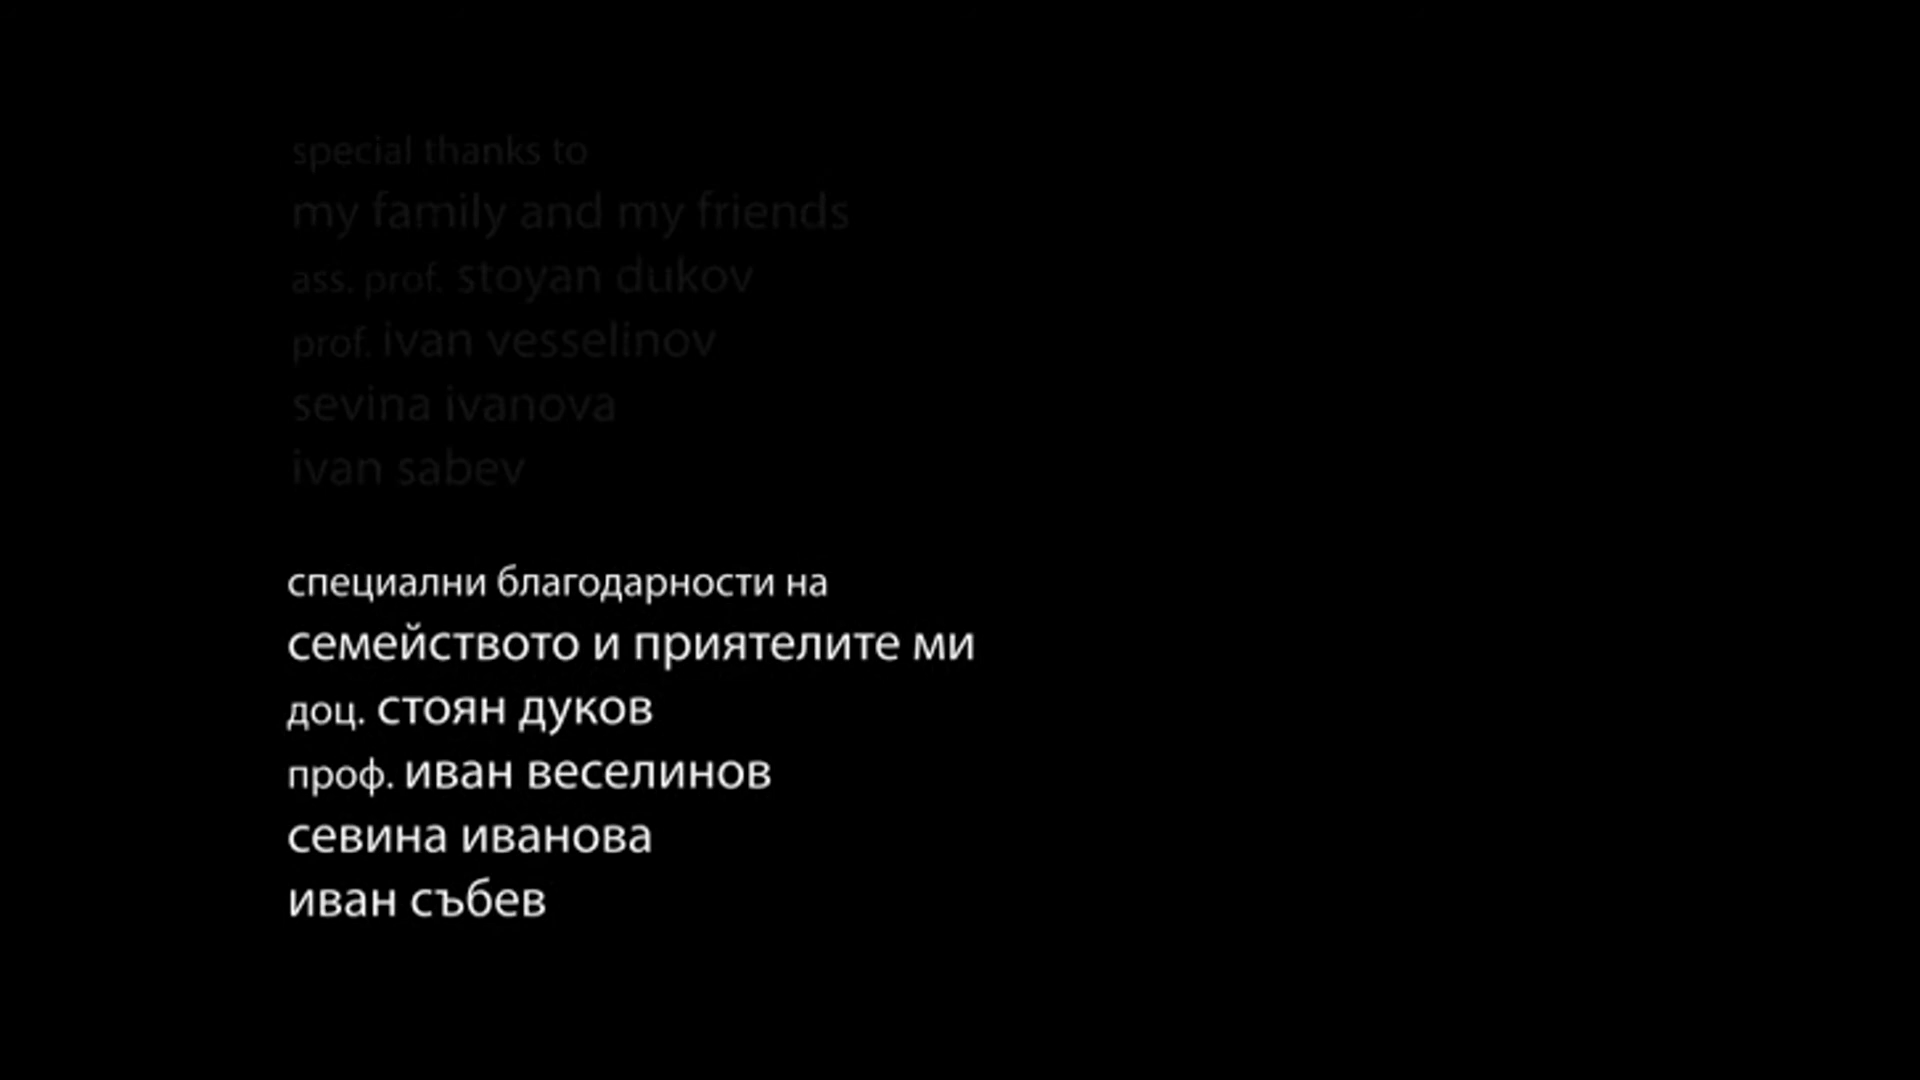 special thanks to
my family and my friends
ass. prof. stoyan dukov
prof. ivan vesselinov
sevina ivanova
ivan sabev
специални благодарности на
семейството и приятелите ми
доц. стоян дуков
проф. иван веселинов
севина иванова
иван събев